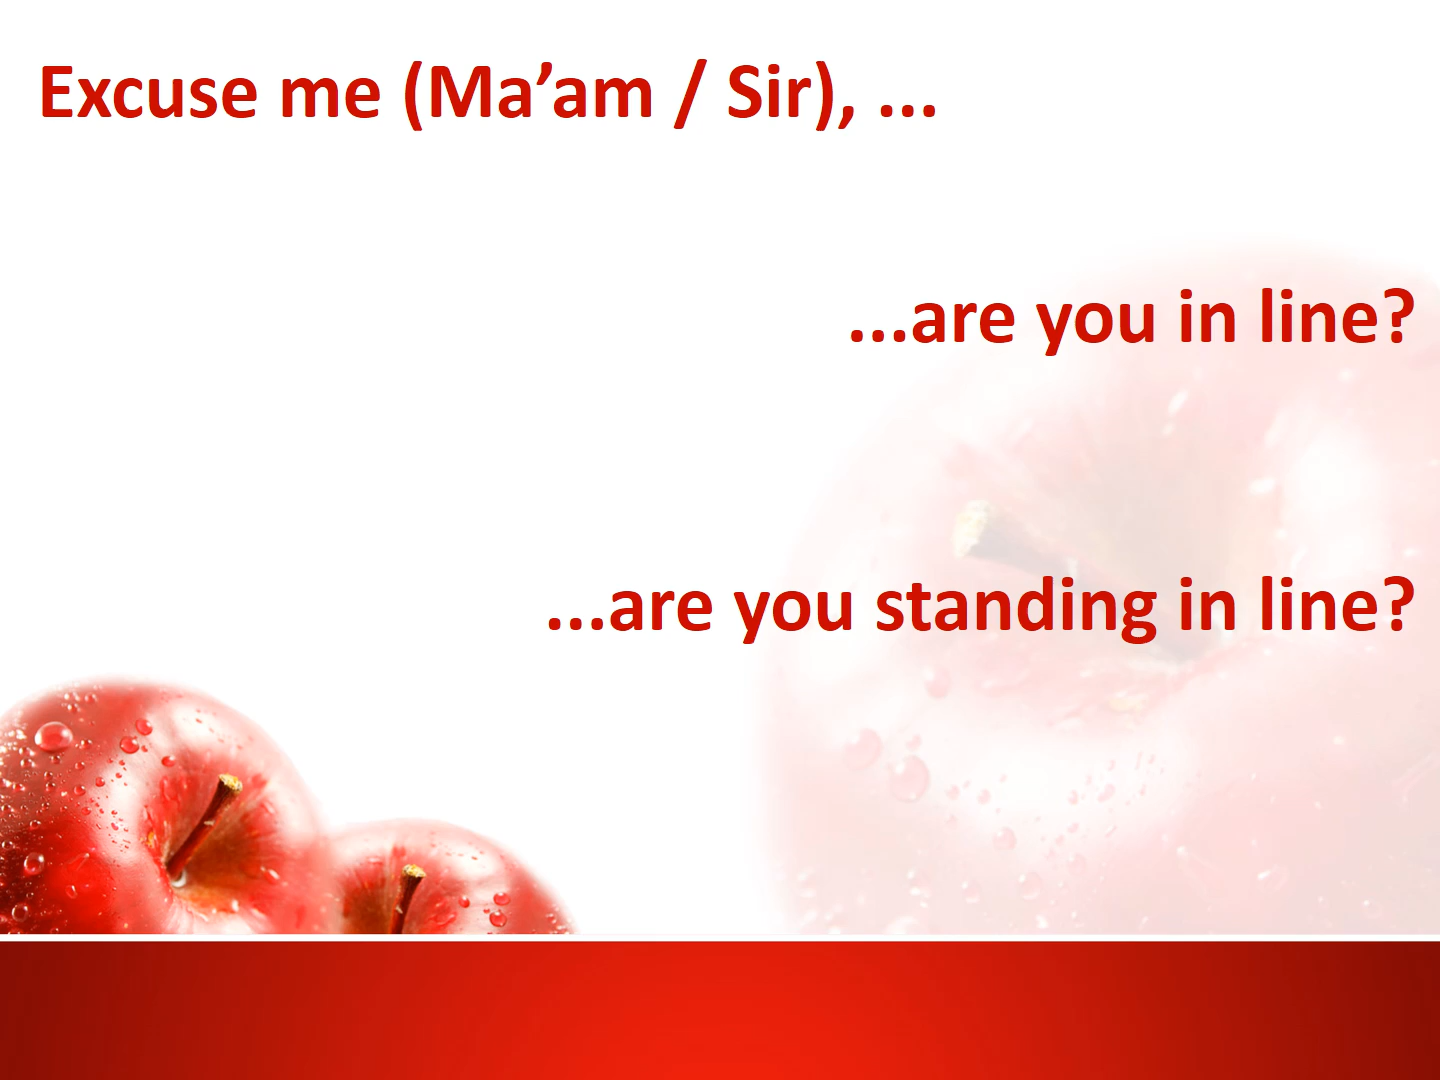 Excuse me (Ma’am / Sir), ...
...are you in line?
...are you standing in line?